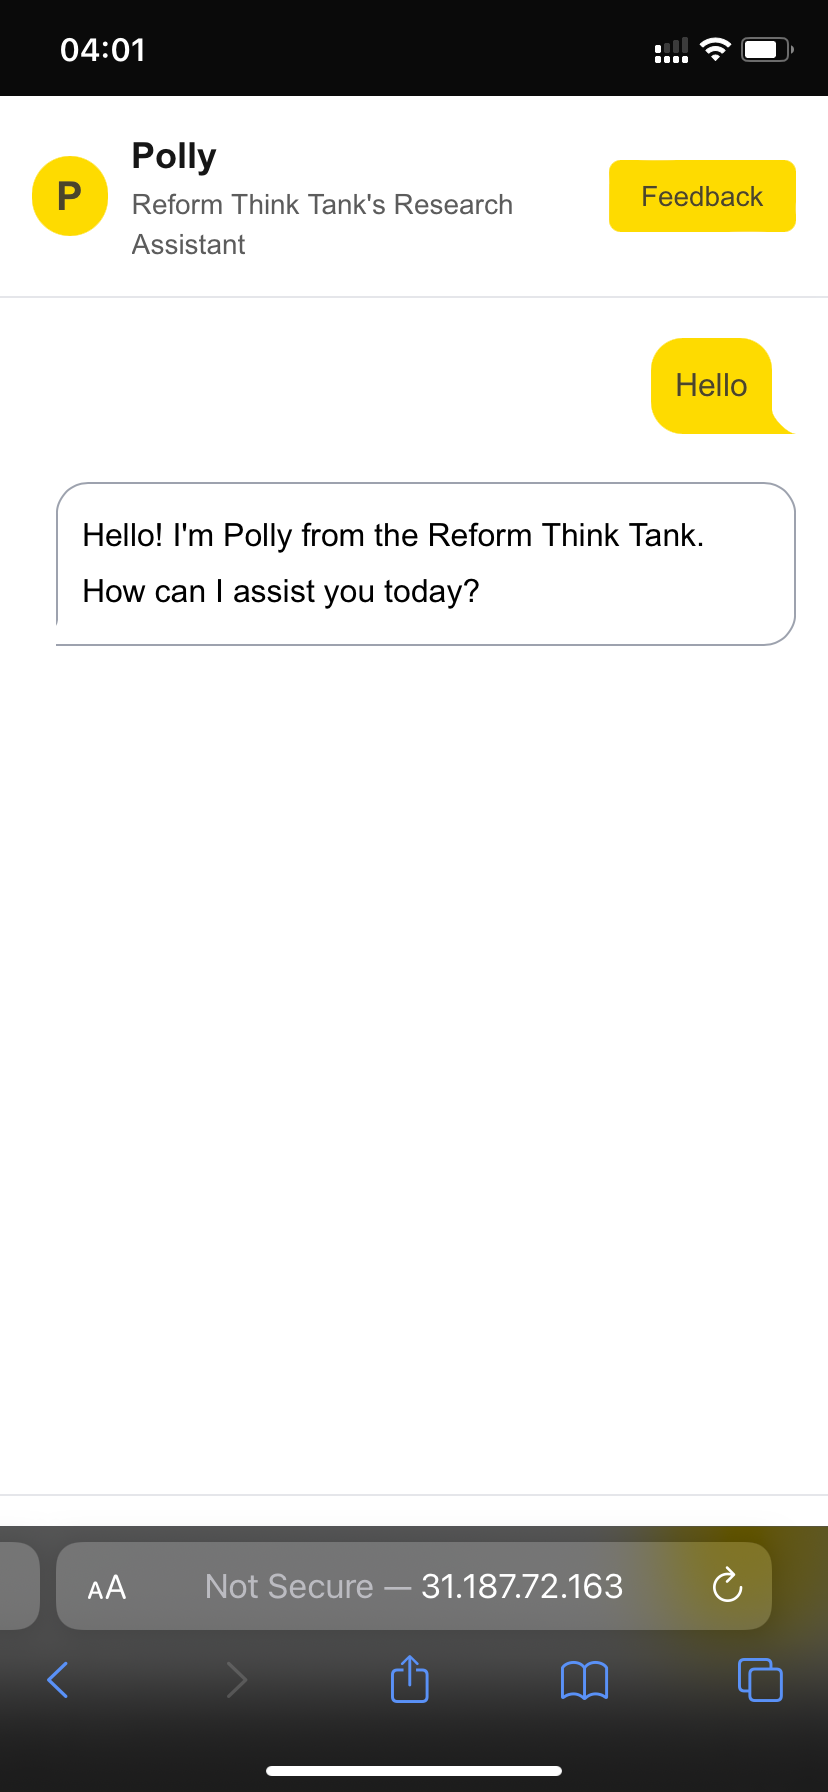 04:01
P
Polly
Reform Think Tank's Research
Assistant
Feedback
Hello
Hello! I'm Polly from the Reform Think Tank.
How can I assist you today?
AA Not Secure — 31.187.72.163